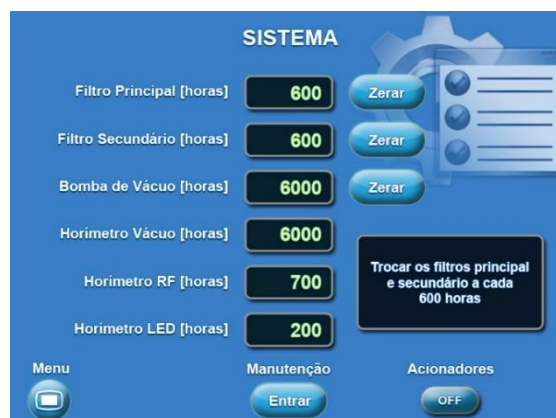 SISTEMA
Filtro Principal [horas] 600 Zerar
Filtro Secundário [horas] 600 Zerar
Bomba de Vácuo [horas] 6000 Zerar
Horímetro Vácuo [horas] 6000
Horímetro RF [horas] 700
Horímetro LED [horas] 200
Trocar os filtros principal
e secundário a cada
600 horas
Menu Manutenção Acionadores
Entrar OFF